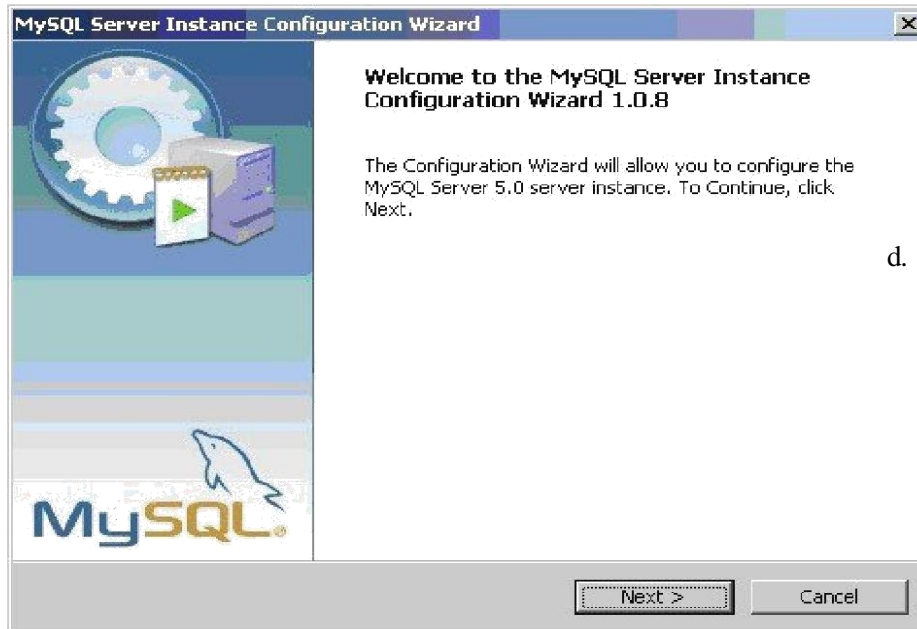 MySQL Server Instance Configuration Wizard
Welcome to the MySQL Server Instance
Configuration Wizard 1.0.8
The Configuration Wizard will allow you to configure the
MySQL Server 5.0 server instance. To Continue, click
Next.
d.
MySQL®
Next >
Cancel